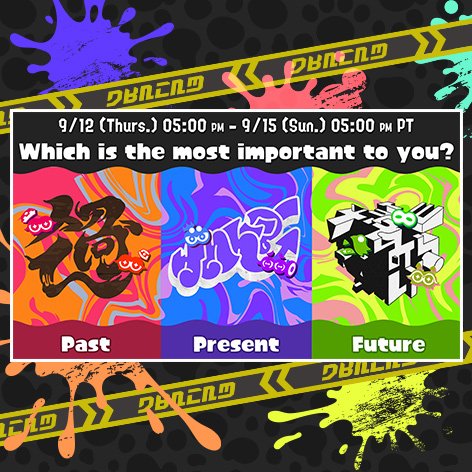 9/12 (Thurs.) 05:00 PM – 9/15 (Sun.) 05:00 PM PT
Which is the most important to you?
Past
Present
Future